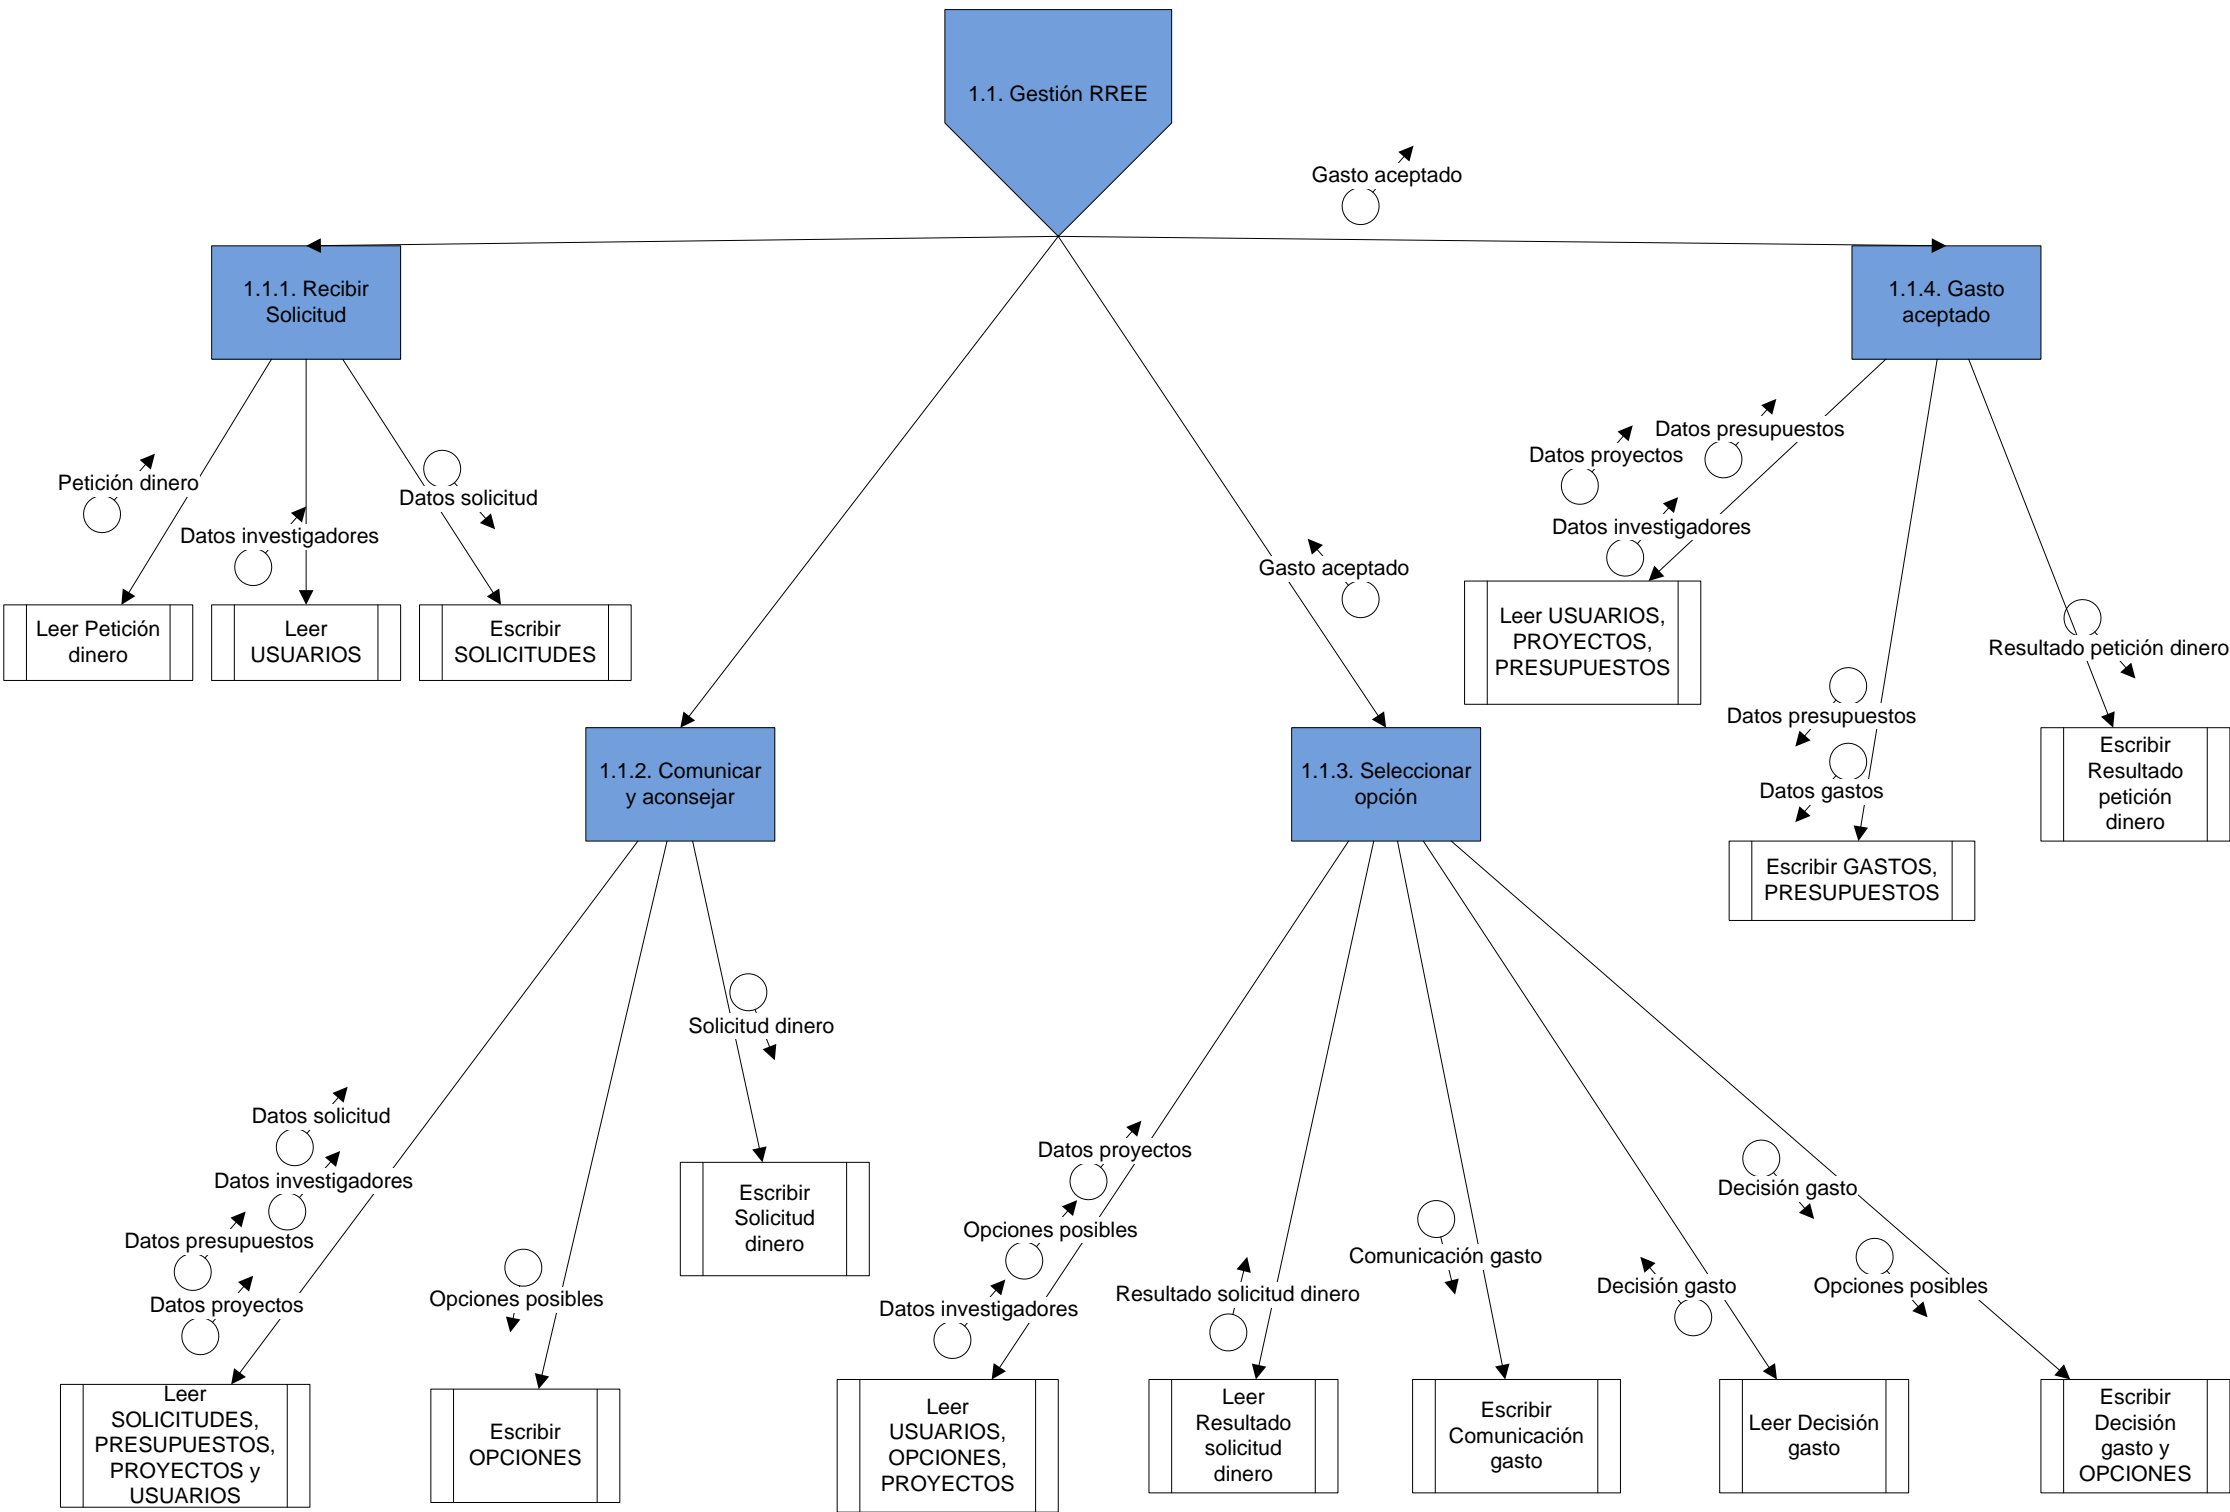 1.1. Gestión RREE
Gasto aceptado
1.1.1. Recibir
Solicitud
1.1.4. Gasto
aceptado
Petición dinero
Datos investigadores
Datos solicitud
Datos proyectos
Datos presupuestos
Datos investigadores
Gasto aceptado
Leer Petición
dinero
Leer
USUARIOS
Escribir
SOLICITUDES
Leer USUARIOS,
PROYECTOS,
PRESUPUESTOS
Resultado petición dinero
Datos presupuestos
Datos gastos
1.1.2. Comunicar
y aconsejar
1.1.3. Seleccionar
opción
Escribir
Resultado
petición
dinero
Escribir GASTOS,
PRESUPUESTOS
Solicitud dinero
Datos solicitud
Datos investigadores
Datos presupuestos
Datos proyectos
Opciones posibles
Escribir
Solicitud
dinero
Datos proyectos
Opciones posibles
Datos investigadores
Resultado solicitud dinero
Comunicación gasto
Decisión gasto
Decisión gasto
Opciones posibles
Leer
SOLICITUDES,
PRESUPUESTOS,
PROYECTOS y
USUARIOS
Escribir
OPCIONES
Leer
USUARIOS,
OPCIONES,
PROYECTOS
Leer
Resultado
solicitud
dinero
Escribir
Comunicación
gasto
Leer Decisión
gasto
Escribir
Decisión
gasto y
OPCIONES